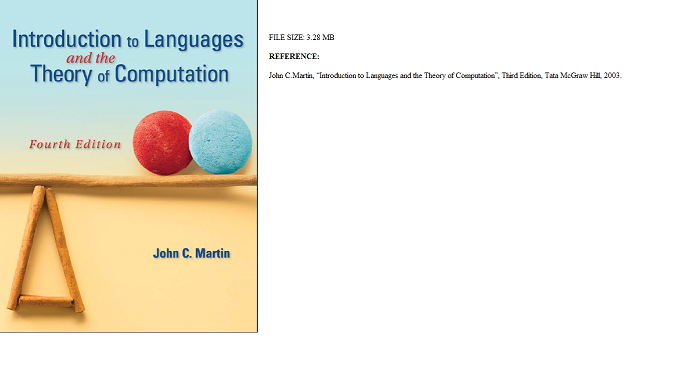 Introduction to Languages
and the
Theory of Computation
Fourth Edition
John C. Martin
FILE SIZE: 3.28 MB
REFERENCE:
John C.Martin, “Introduction to Languages and the Theory of Computation”, Third Edition, Tata McGraw Hill, 2003.